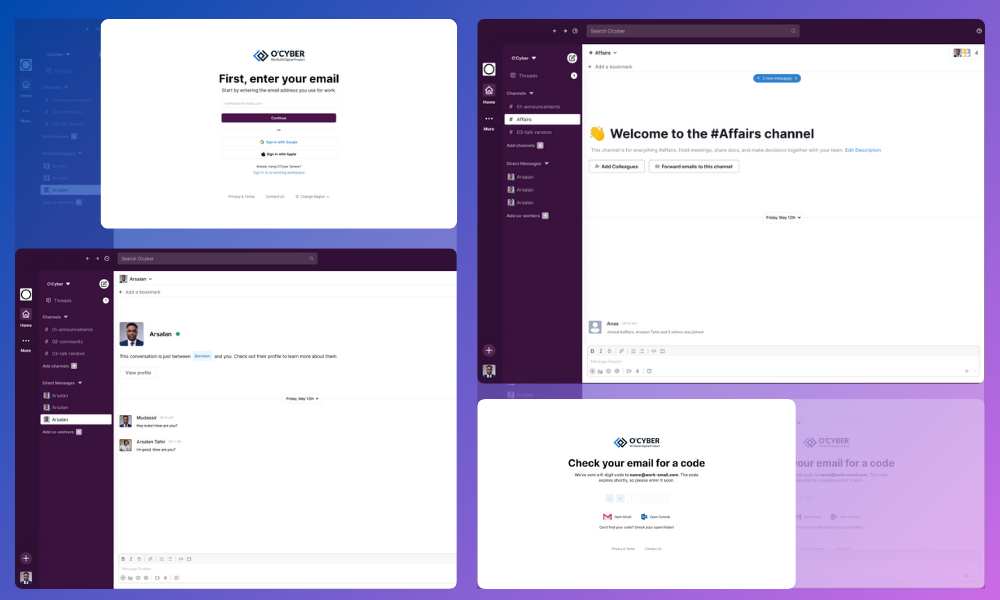 O'CYBER
First, enter your email
Start by entering the email address you use for work.
name@work-email.com
Continue
OR
Sign in with Google
Sign in with Apple
Sign in to an existing workspace
Privacy & Terms
Contact Us
Change Region
Search O'cyber
O'Cyber
Threads
Home
Channels
# 01-announcements
# 02-community
# 03-talk-random
More
Add channels
Direct Messages
Arsalan
Arsalan
Arsalan
Add co-workers
Arsalan
Add a bookmark
Arsalan
This conversation is just between @arsalan and you. Check out their profile to learn more about them.
View profile
Friday, May 12th
Mudassir
Hey mate! How are you?
Arsalan Tahir
I'm good. How are you?
Message Arsalan
Search O'cyber
O'Cyber
Threads
Home
Channels
# 01-announcements
# Affairs
# 03-talk-random
More
Add channels
Direct Messages
Arsalan
Arsalan
Arsalan
Add co-workers
# Affairs
4
Add a bookmark
2 new messages
👋 Welcome to the #Affairs channel
This channel is for everything #affairs. Hold meetings, share docs, and make decisions together with your team. Edit Description
Add Colleagues
Forward emails to this channel
Friday, May 12th
Anas
Joined #affairs. Arsalan Tahir and 2 others also joined
Message Arsalan
O'CYBER
Check your email for a code
We've sent a 6-digit code to name@work-email.com. The code
expire shortly, so please enter it soon.
Open Gmail
Open Outlook
Can't find your code? Check your spam folder!
Privacy & Terms
Contact Us
O'CYBER
your email for a code